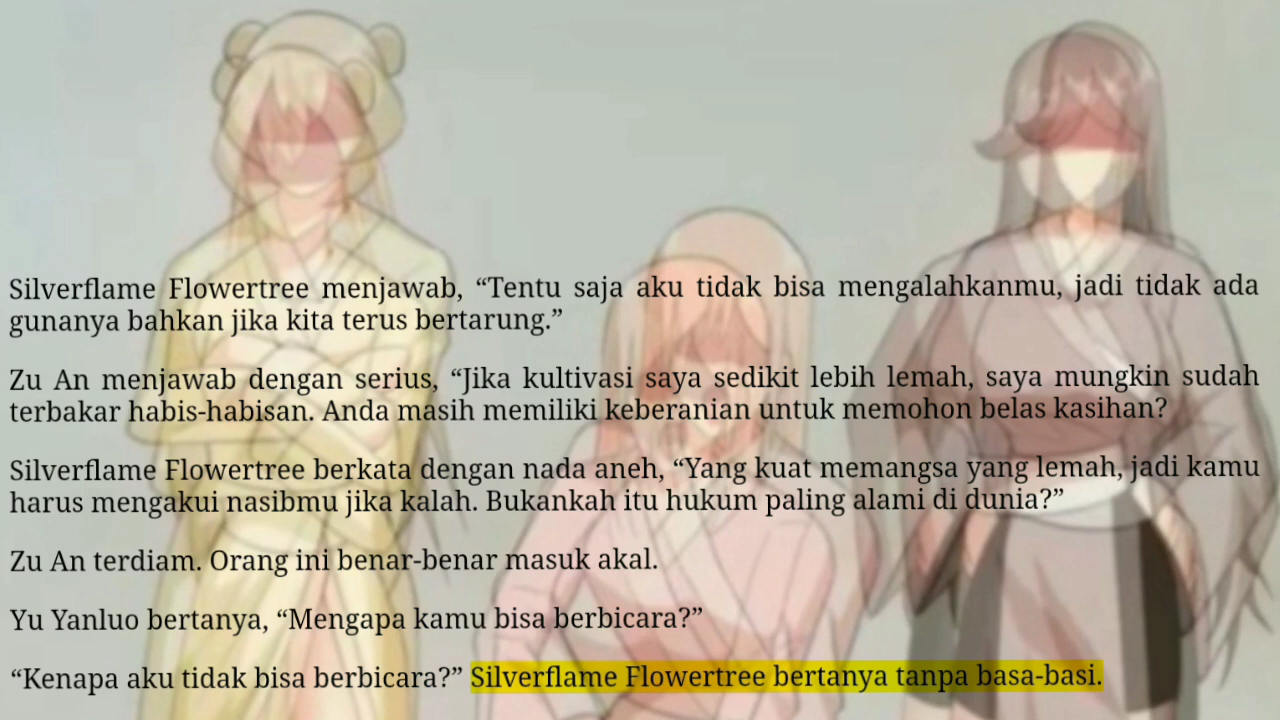 Silverflame Flowertree menjawab, “Tentu saja aku tidak bisa mengalahkanmu, jadi tidak ada
gunanya bahkan jika kita terus bertarung.”
Zu An menjawab dengan serius, “Jika kultivasi saya sedikit lebih lemah, saya mungkin sudah
terbakar habis-habisan. Anda masih memiliki keberanian untuk memohon belas kasihan?
Silverflame Flowertree berkata dengan nada aneh, “Yang kuat memangsa yang lemah, jadi kamu
harus mengakui nasibmu jika kalah. Bukankah itu hukum paling alami di dunia?”
Zu An terdiam. Orang ini benar-benar masuk akal.
Yu Yanluo bertanya, “Mengapa kamu bisa berbicara?”
“Kenapa aku tidak bisa berbicara?” Silverflame Flowertree bertanya tanpa basa-basi.